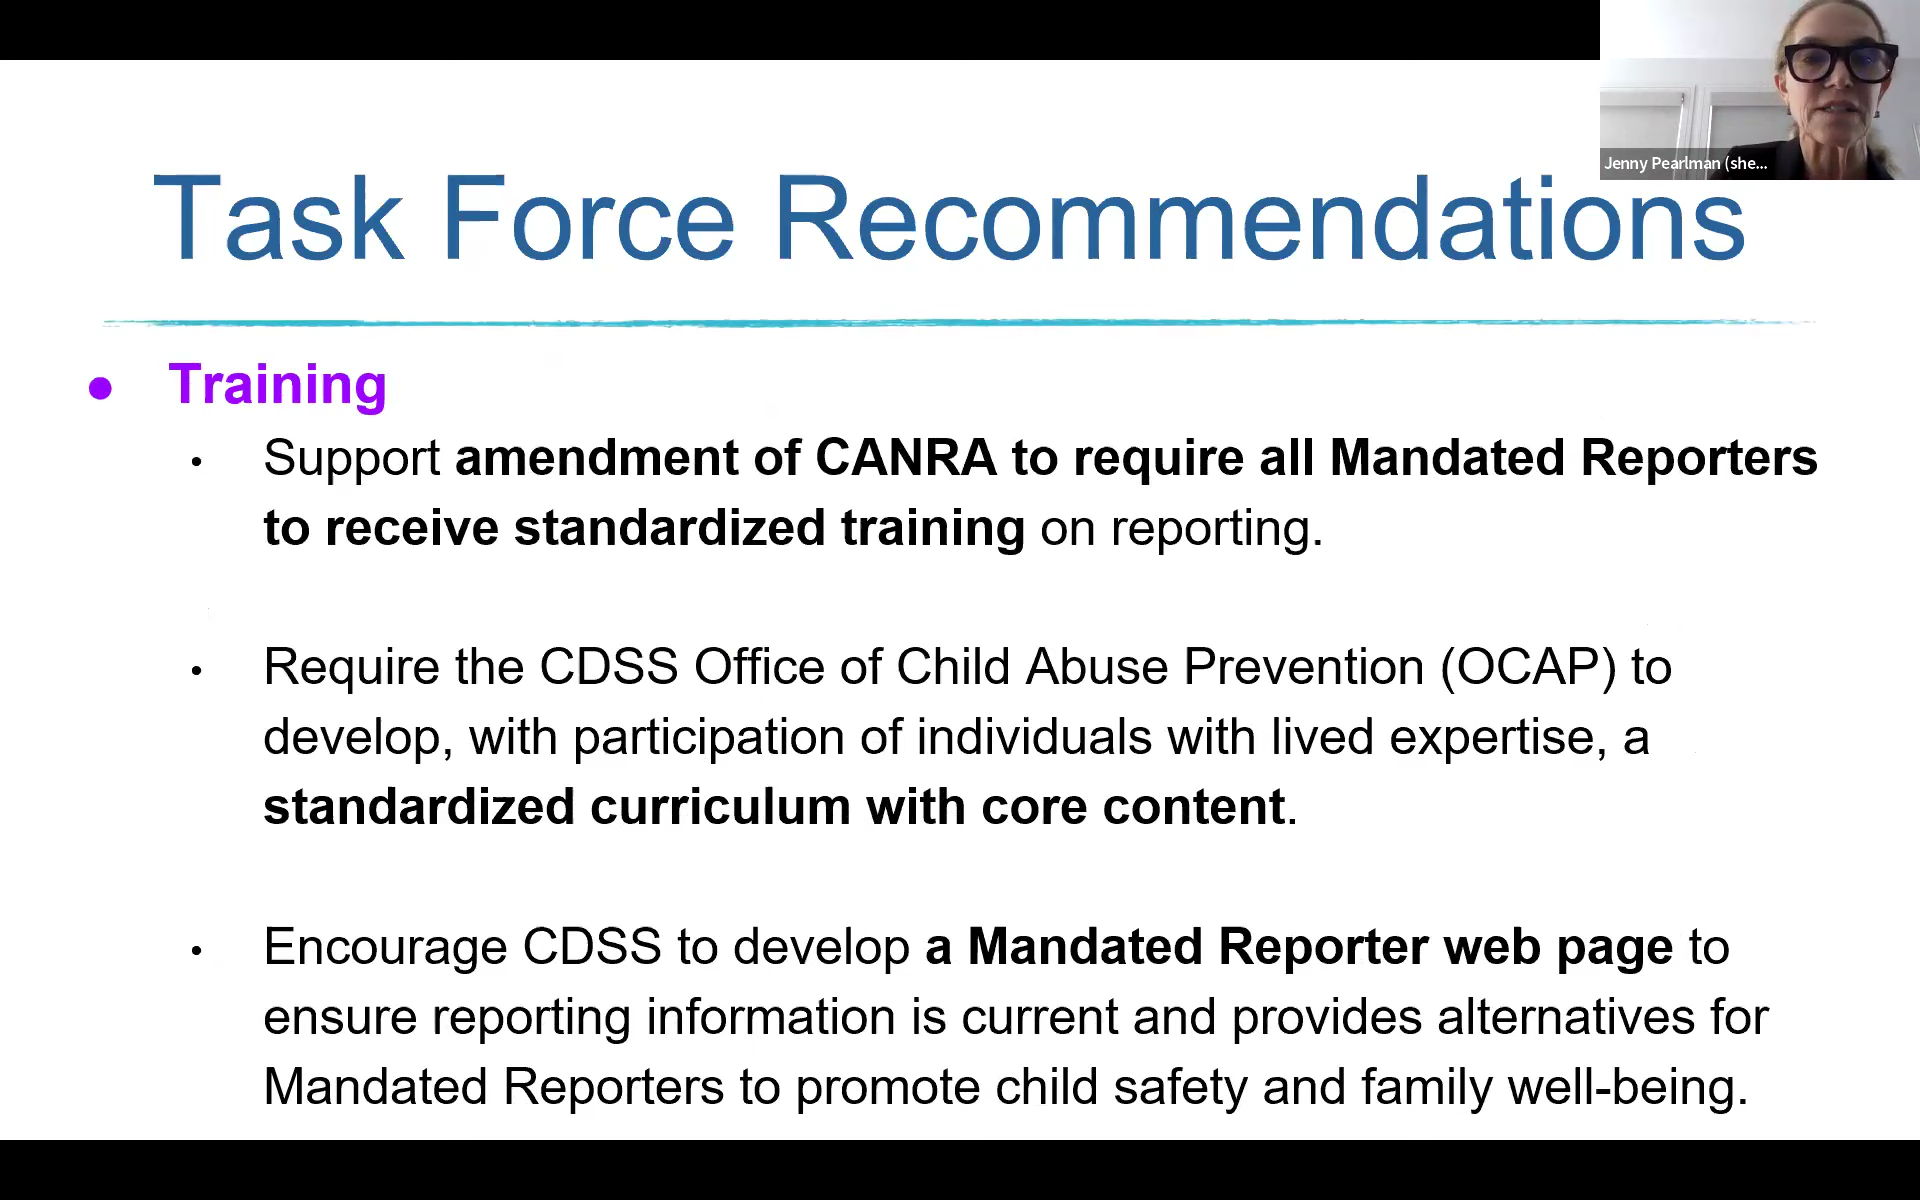 Jenny Pearlman (she...
Task Force Recommendations
● Training
• Support amendment of CANRA to require all Mandated Reporters
to receive standardized training on reporting.
• Require the CDSS Office of Child Abuse Prevention (OCAP) to
develop, with participation of individuals with lived expertise, a
standardized curriculum with core content.
• Encourage CDSS to develop a Mandated Reporter web page to
ensure reporting information is current and provides alternatives for
Mandated Reporters to promote child safety and family well-being.